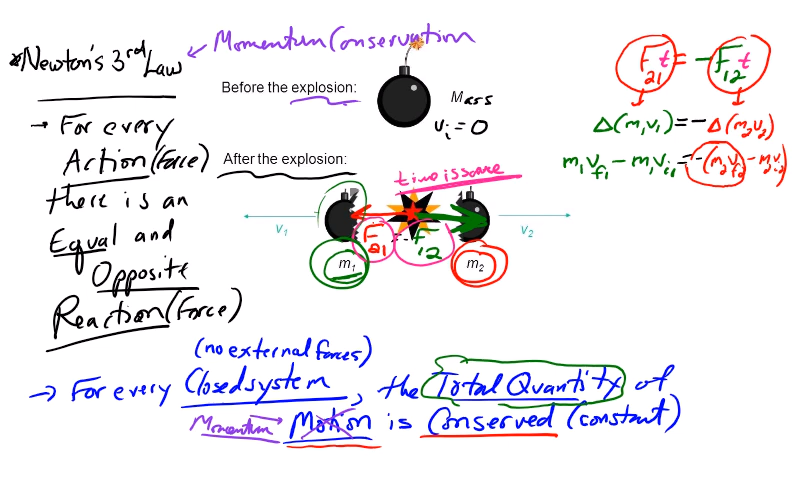 *Newton's 3rd Law
Momentum Conservation
→ For every
Action (Force)
there is an
Equal and
Opposite
Reaction (Force)
Before the explosion:
Mass
Vi = 0
After the explosion:
time is same
v1
v2
F21 = - F12
m1
m2
F21 t = - F12 t
Δ(m1v1) = - Δ(m2v2)
m1vf1 - m1vi1 = - (m2vf2 - m2vi2)
(no external forces)
→ For every Closed system, the Total Quantity of
Momentum Motion is Conserved (constant)